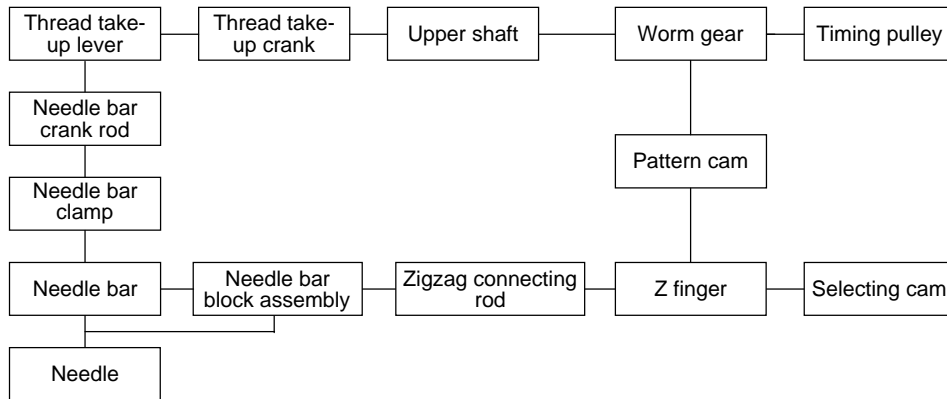 Thread take-
up lever
Thread take-
up crank
Upper shaft
Worm gear
Timing pulley
Needle bar
crank rod
Pattern cam
Needle bar
clamp
Needle bar
Needle bar
block assembly
Zigzag connecting
rod
Z finger
Selecting cam
Needle